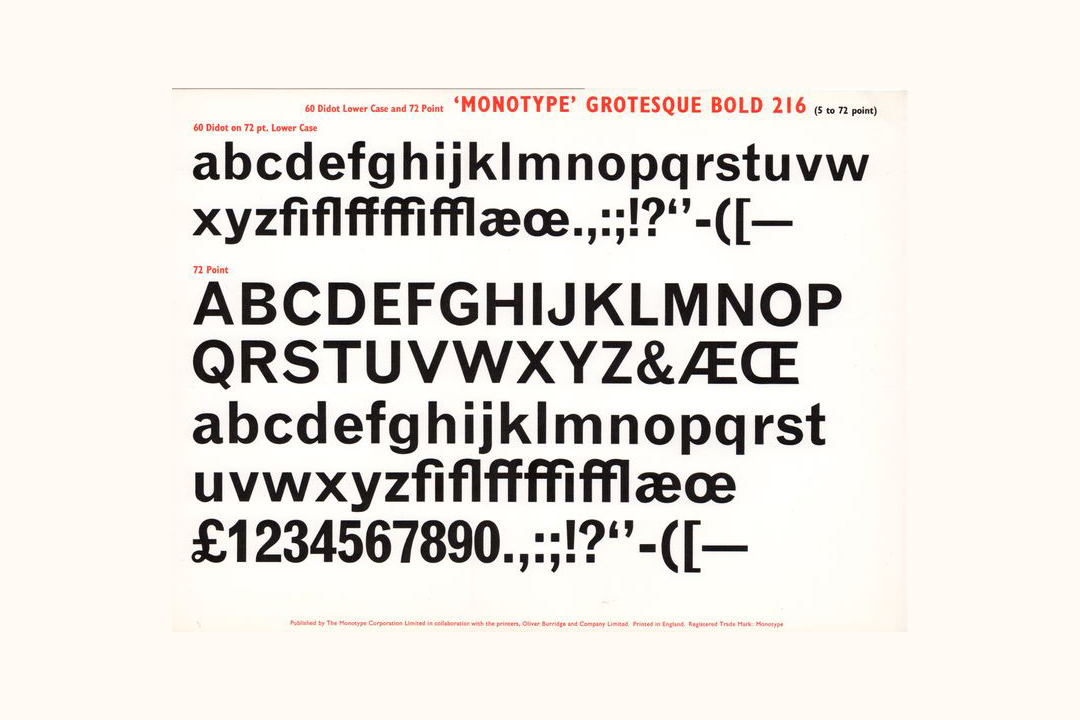 60 Didot Lower Case and 72 Point ‘MONOTYPE’ GROTESQUE BOLD 216 (5 to 72 point)
60 Didot on 72 pt. Lower Case
abcdefghijklmnopqrstuvw
xyzfiflffffifflæœ.,:;!?‘’-([—
72 Point
ABCDEFGHIJKLMNOP
QRSTUVWXYZ&ÆŒ
abcdefghijklmnopqrst
uvwxyzfiflffffifflæœ
£1234567890.,:;!?‘’-([—
Published by The Monotype Corporation Limited in collaboration with the printers, Oliver Burridge and Company Limited. Printed in England. Registered Trade Mark: Monotype